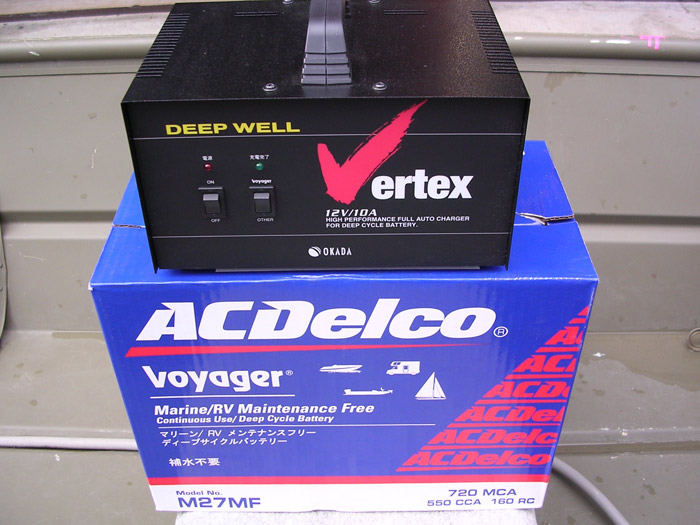 DEEP WELL
Vertex
電源
充電完了
ON
Voyager
OFF
OTHER
12V/10A
HIGH PERFORMANCE FULL AUTO CHARGER
FOR DEEP CYCLE BATTERY.
OKADA
ACDelco®
Voyager®
Marine/RV Maintenance Free
Continuous Use/Deep Cycle Battery
マリーン/RV メンテナンスフリー
ディープサイクルバッテリー
補水不要
Model No.
M27MF
720 MCA
550 CCA 160 RC
ACDelco
ACDelco